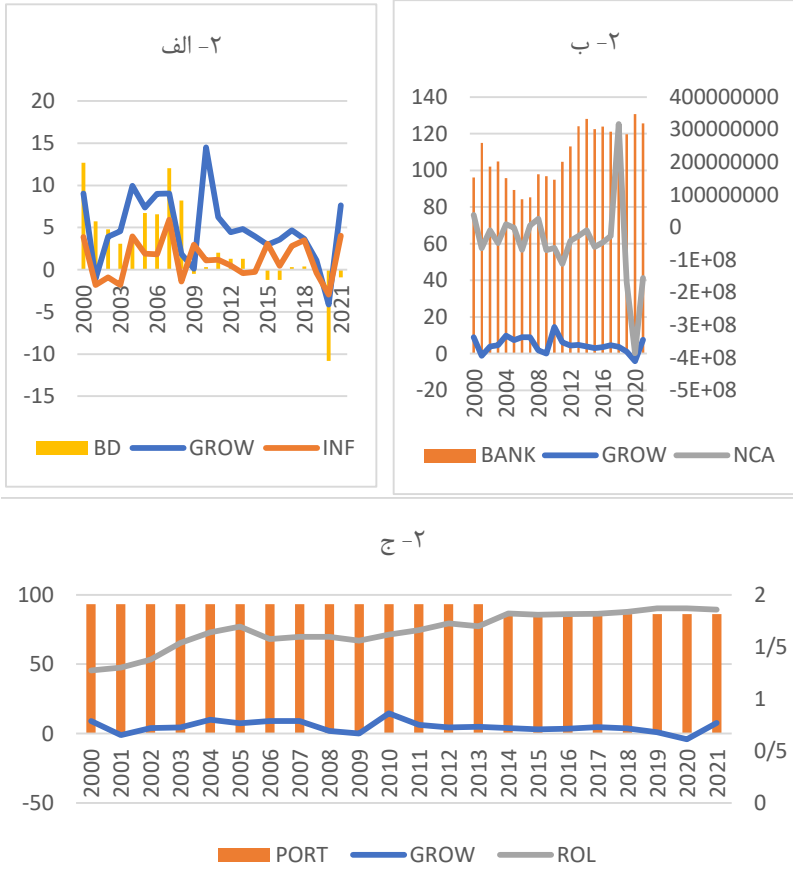 ۲- الف
20
15
10
5
0
-5
-10
-15
2000 2003 2006 2009 2012 2015 2018 2021
BD GROW INF
۲- ب
140
120
100
80
60
40
20
0
-20
400000000
300000000
200000000
100000000
0
-1E+08
-2E+08
-3E+08
-4E+08
-5E+08
2000 2004 2008 2012 2016 2020
BANK GROW NCA
۲- ج
100
50
0
-50
2
1/5
1
0/5
0
2000 2001 2002 2003 2004 2005 2006 2007 2008 2009 2010 2011 2012 2013 2014 2015 2016 2017 2018 2019 2020 2021
PORT GROW ROL